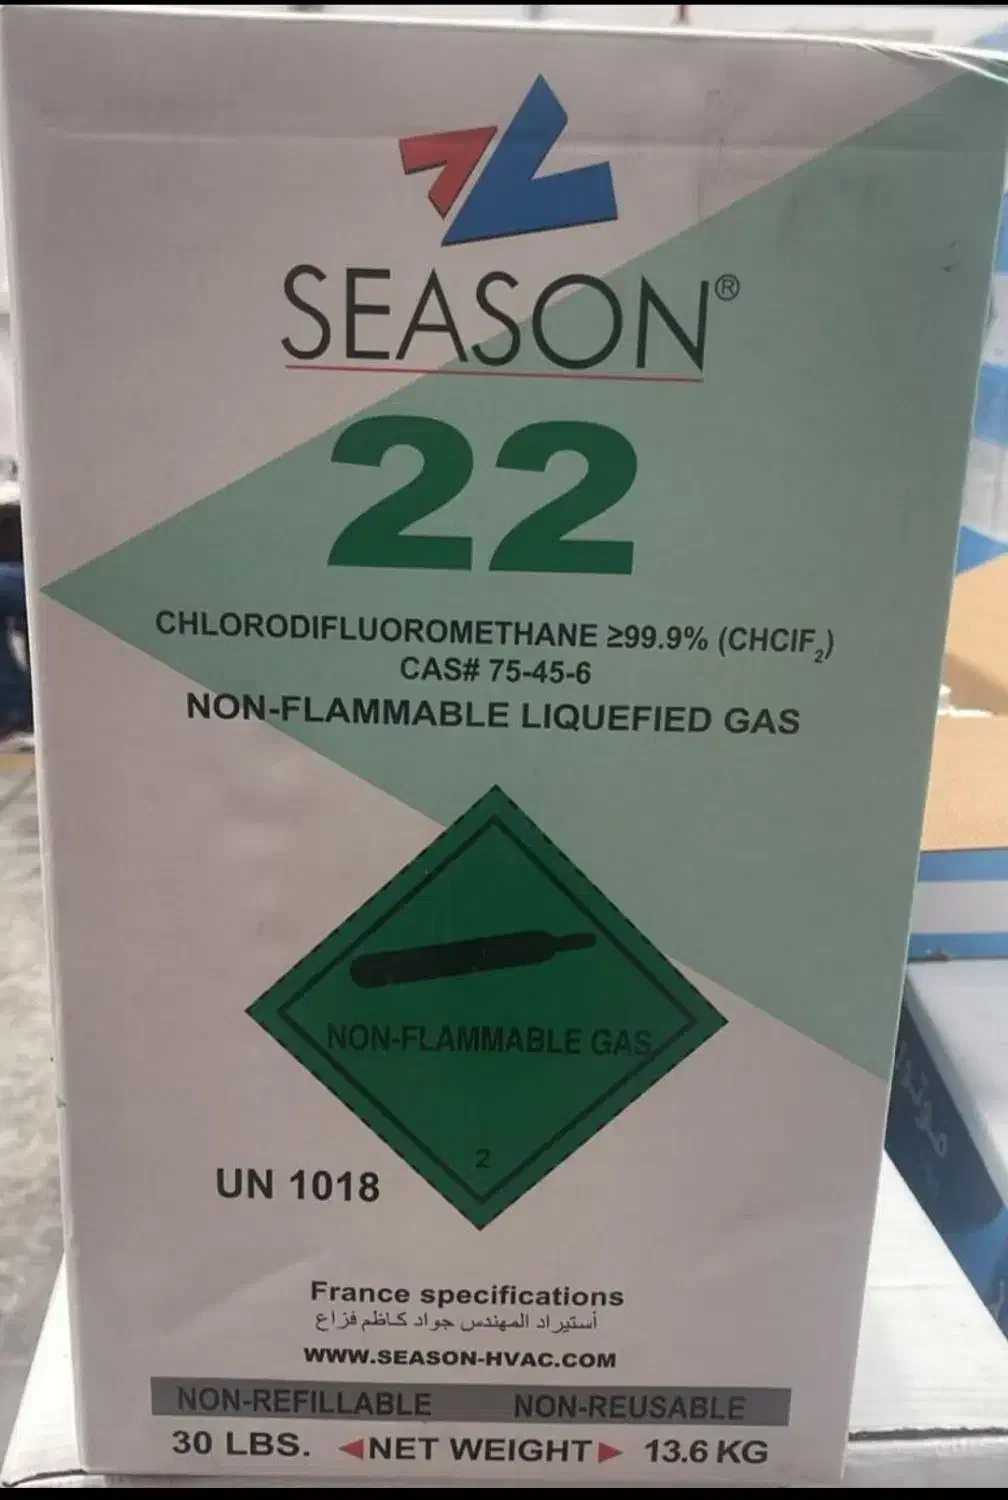 SEASON®
22
CHLORODIFLUOROMETHANE ≥99.9% (CHClF₂)
CAS# 75-45-6
NON-FLAMMABLE LIQUEFIED GAS
NON-FLAMMABLE GAS
2
UN 1018
France specifications
أستيراد المهندس جواد كاظم فزاع
WWW.SEASON-HVAC.COM
NON-REFILLABLE NON-REUSABLE
30 LBS. NET WEIGHT 13.6 KG